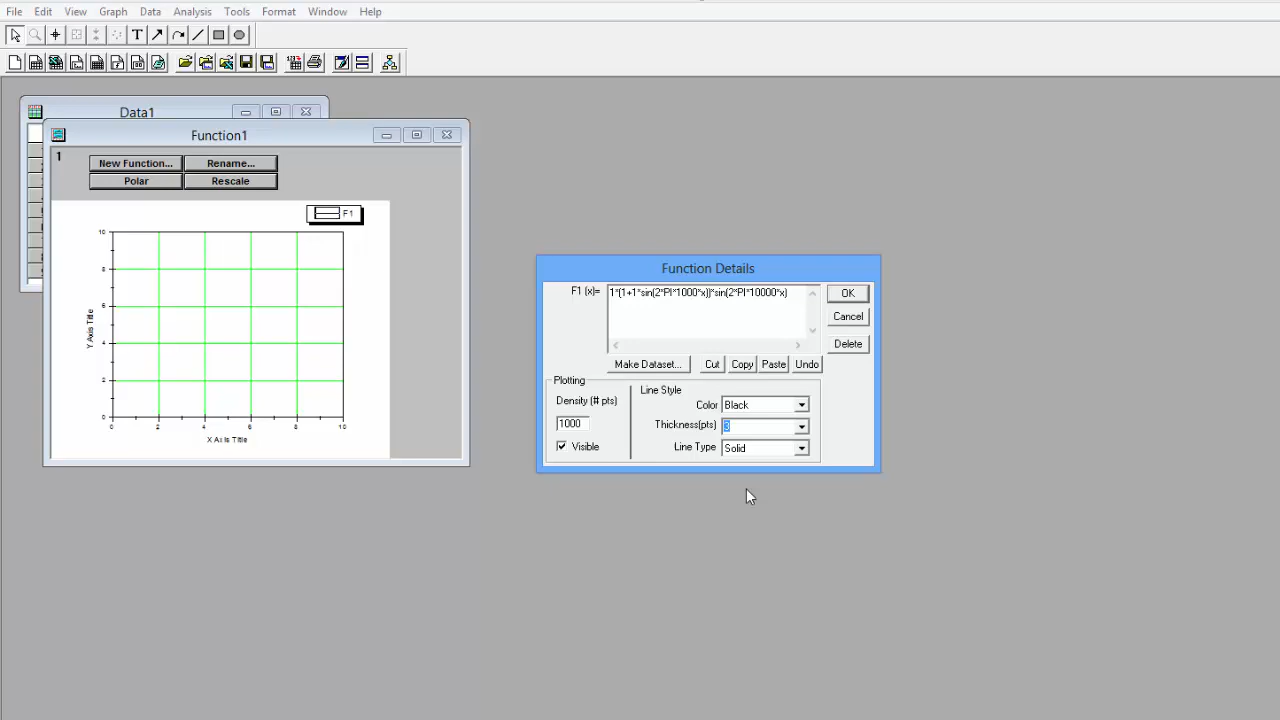 File Edit View Graph Data Analysis Tools Format Window Help
Data1
Function1
1
New Function... Rename...
Polar Rescale
F1
10
8
6
4
2
0
0 2 4 6 8 10
Y Axis Title
X Axis Title
Function Details
F1 (x)= 1*(1+1*sin(2*PI*1000*x))*sin(2*PI*10000*x)
OK
Cancel
Delete
Make Dataset... Cut Copy Paste Undo
Plotting
Density (# pts)
1000
Visible
Line Style
Color Black
Thickness(pts) 3
Line Type Solid